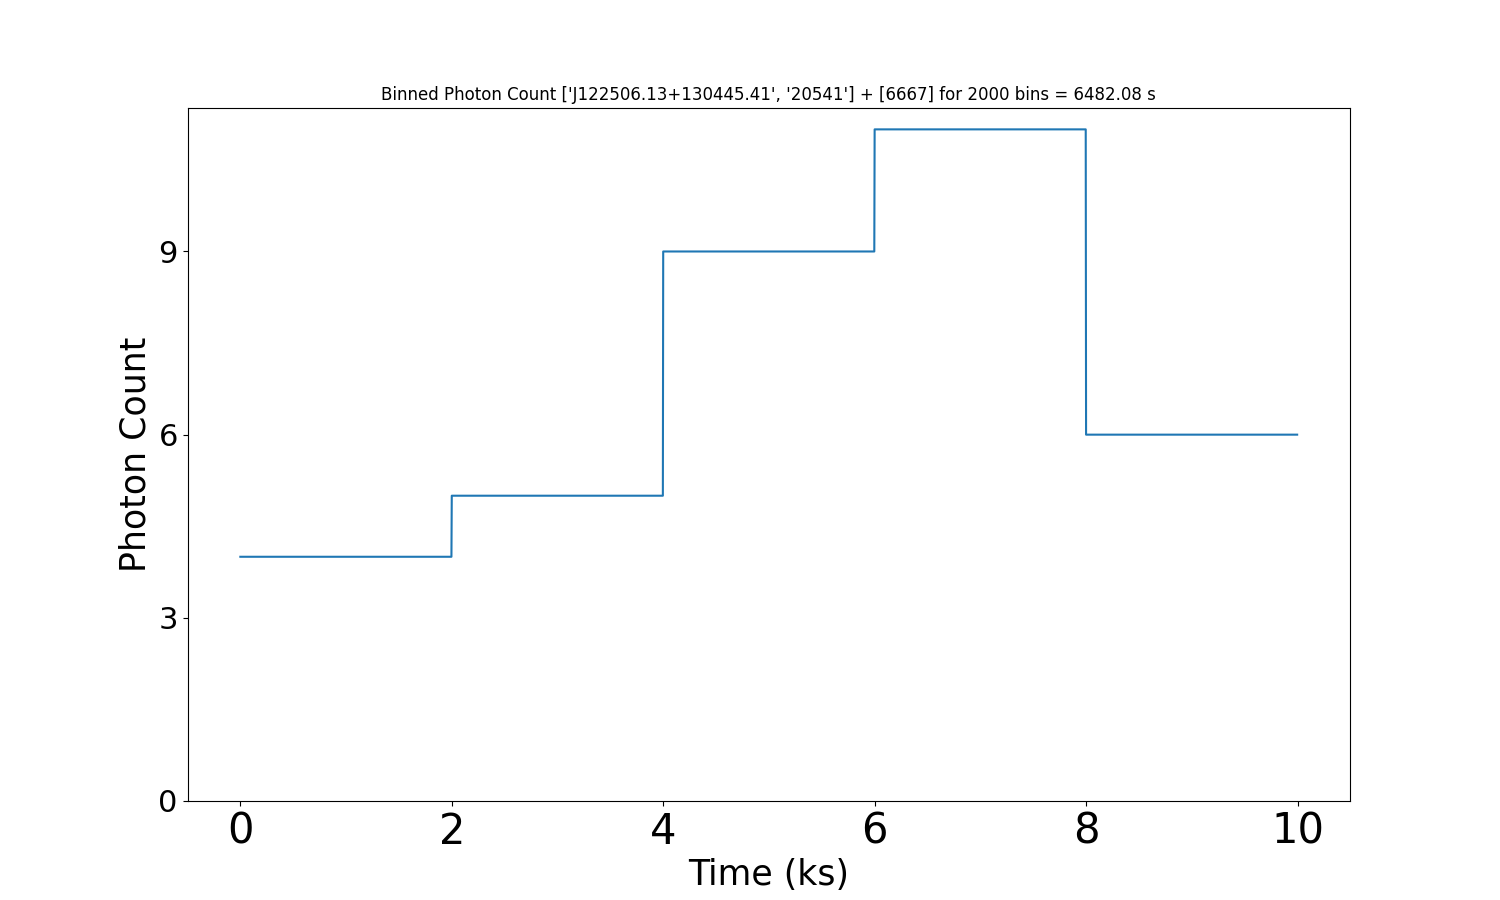 Binned Photon Count ['J122506.13+130445.41', '20541'] + [6667] for 2000 bins = 6482.08 s
Photon Count
9
6
3
0
0 2 4 6 8 10
Time (ks)